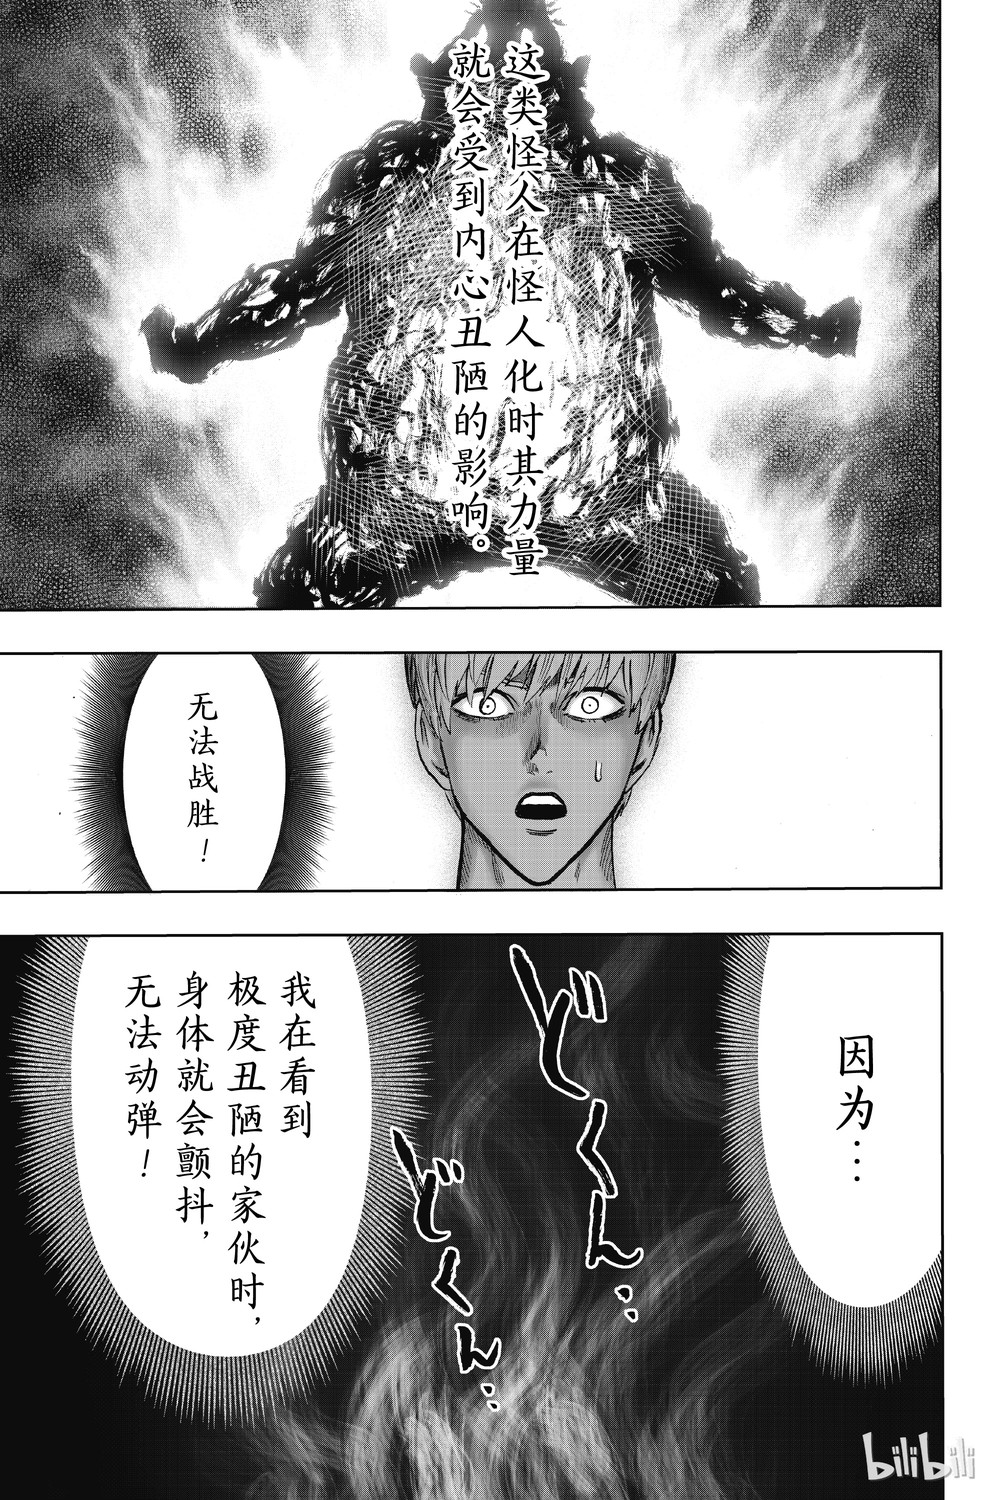 这类怪人在怪人化时其力量
就会受到内心丑陋的影响。
无法战胜！
因为…
どくん…
どくん…
我在看到
极度丑陋的家伙时，
身体就会颤抖，
无法动弹！
bilibili